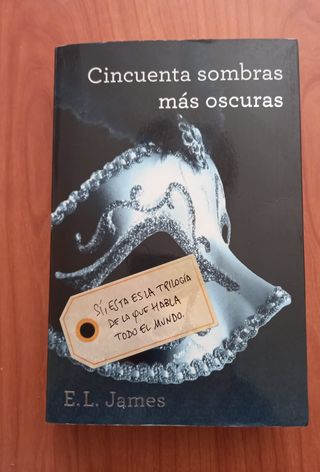 Cincuenta sombras
más oscuras
SÍ, ESTA ES LA TRILOGÍA
DE LA QUE HABLA
TODO EL MUNDO.
E. L. James